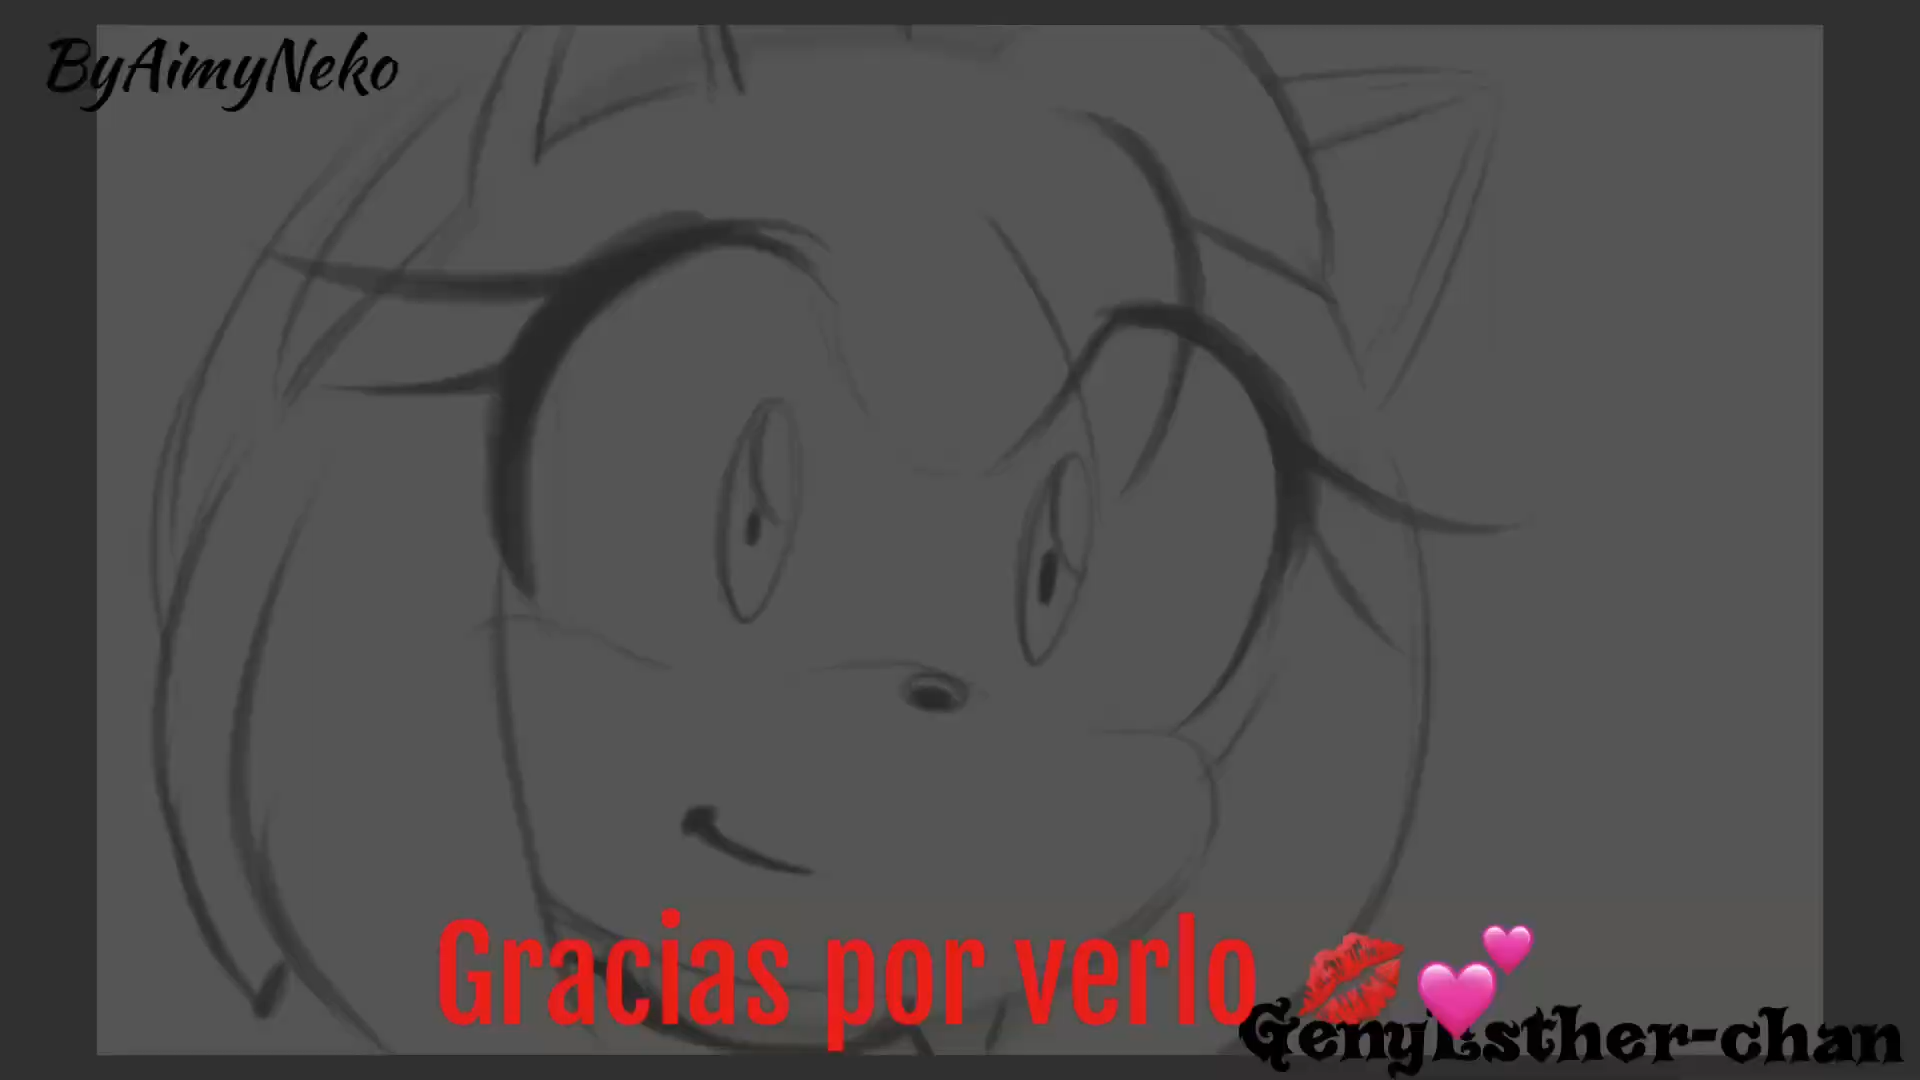 ByAimyNeko
Gracias por verlo 💋💕
GenyEsther-chan